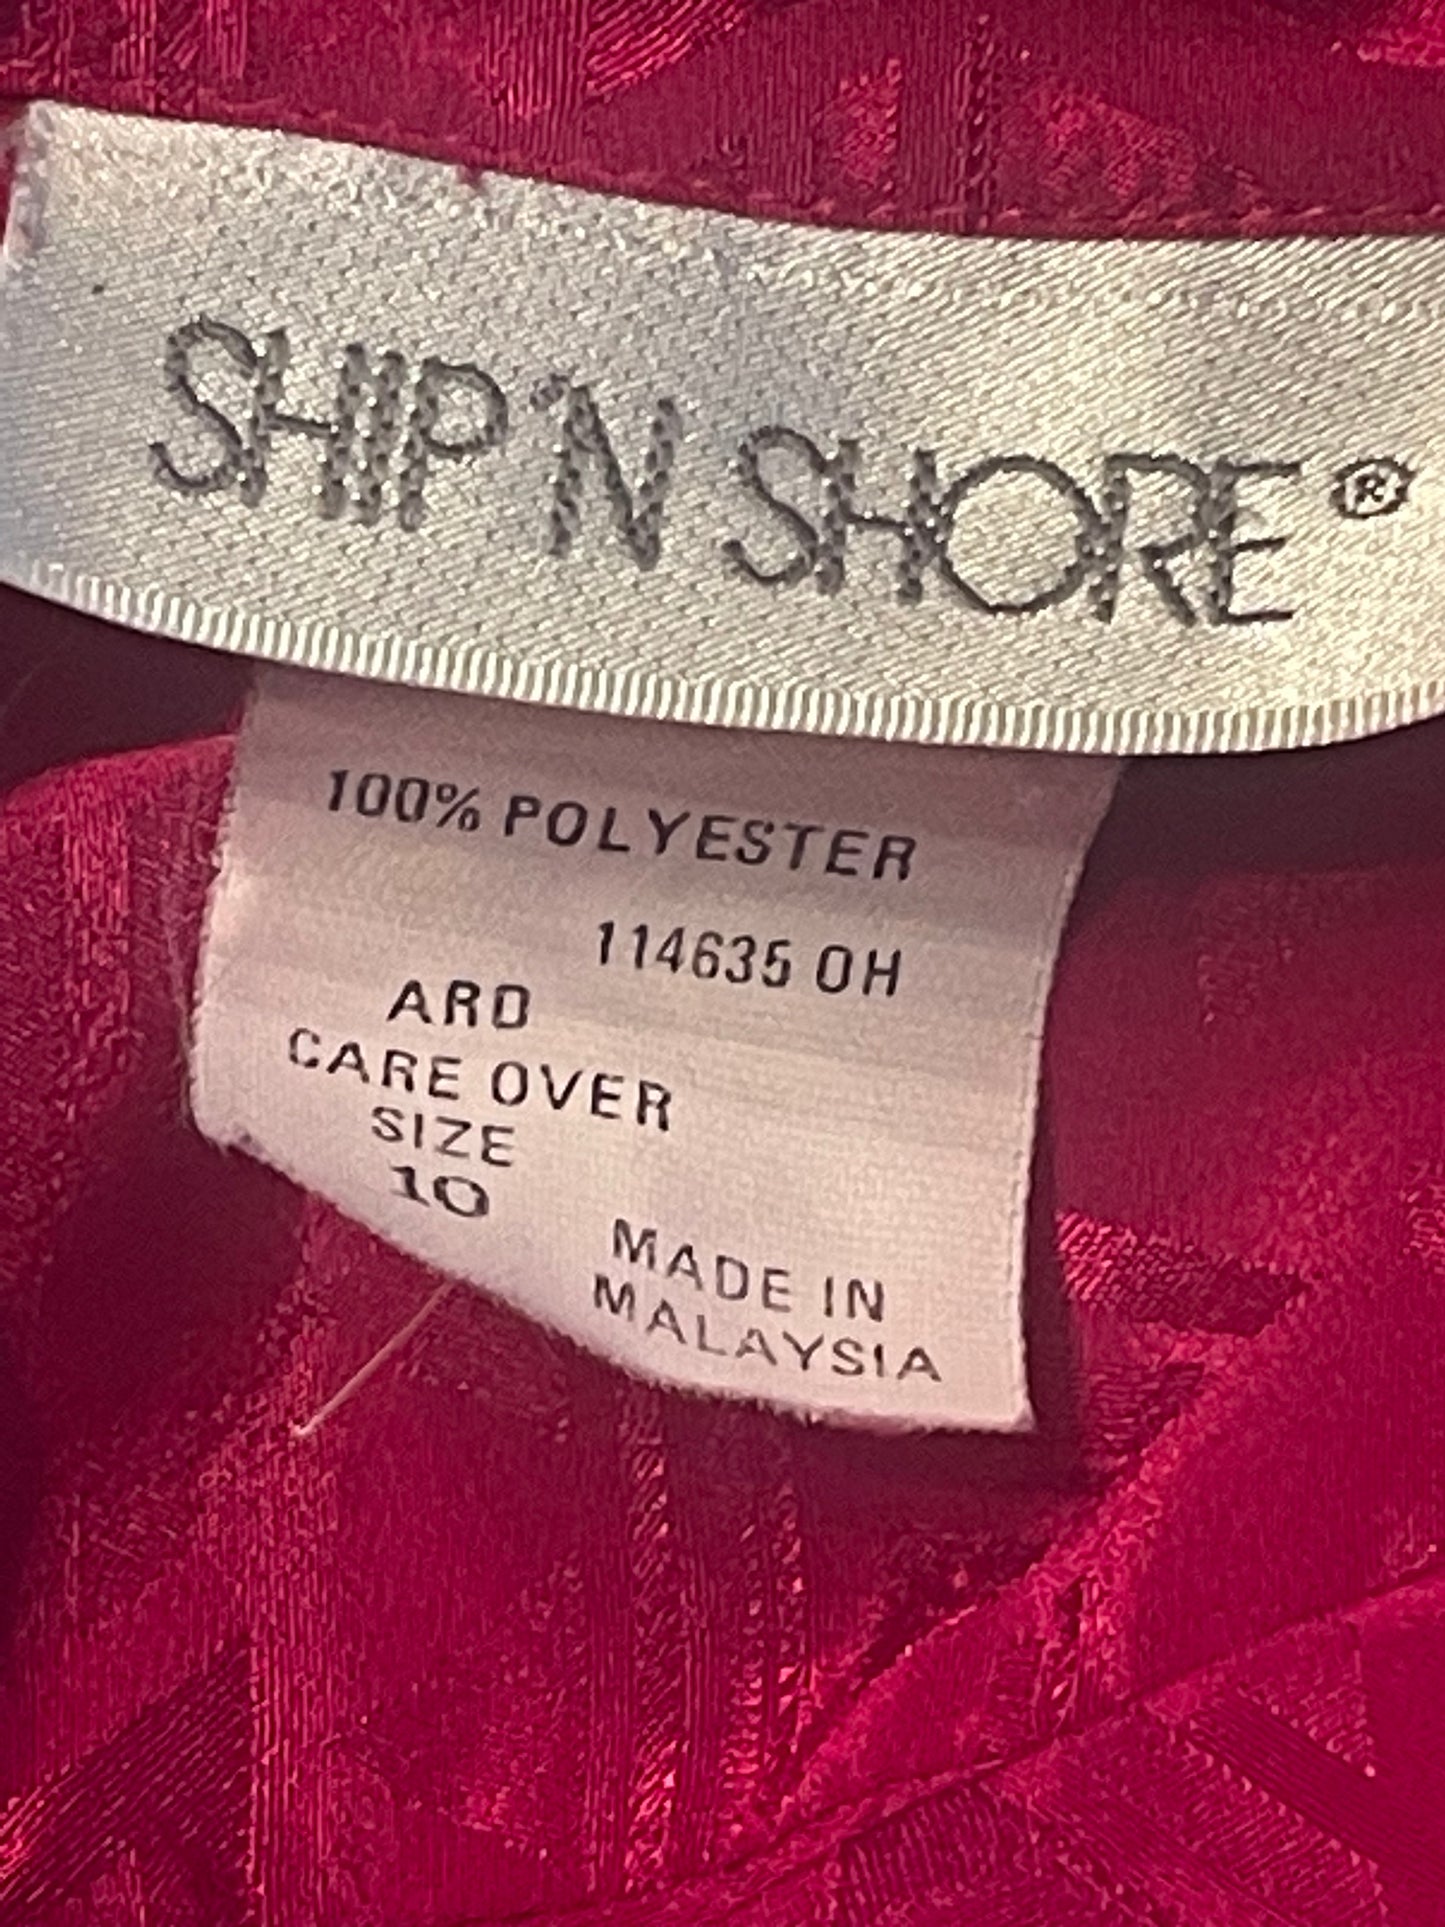 SHIP 'N SHORE®
100% POLYESTER
114635 OH
ARD
CARE OVER
SIZE
10
MADE IN
MALAYSIA